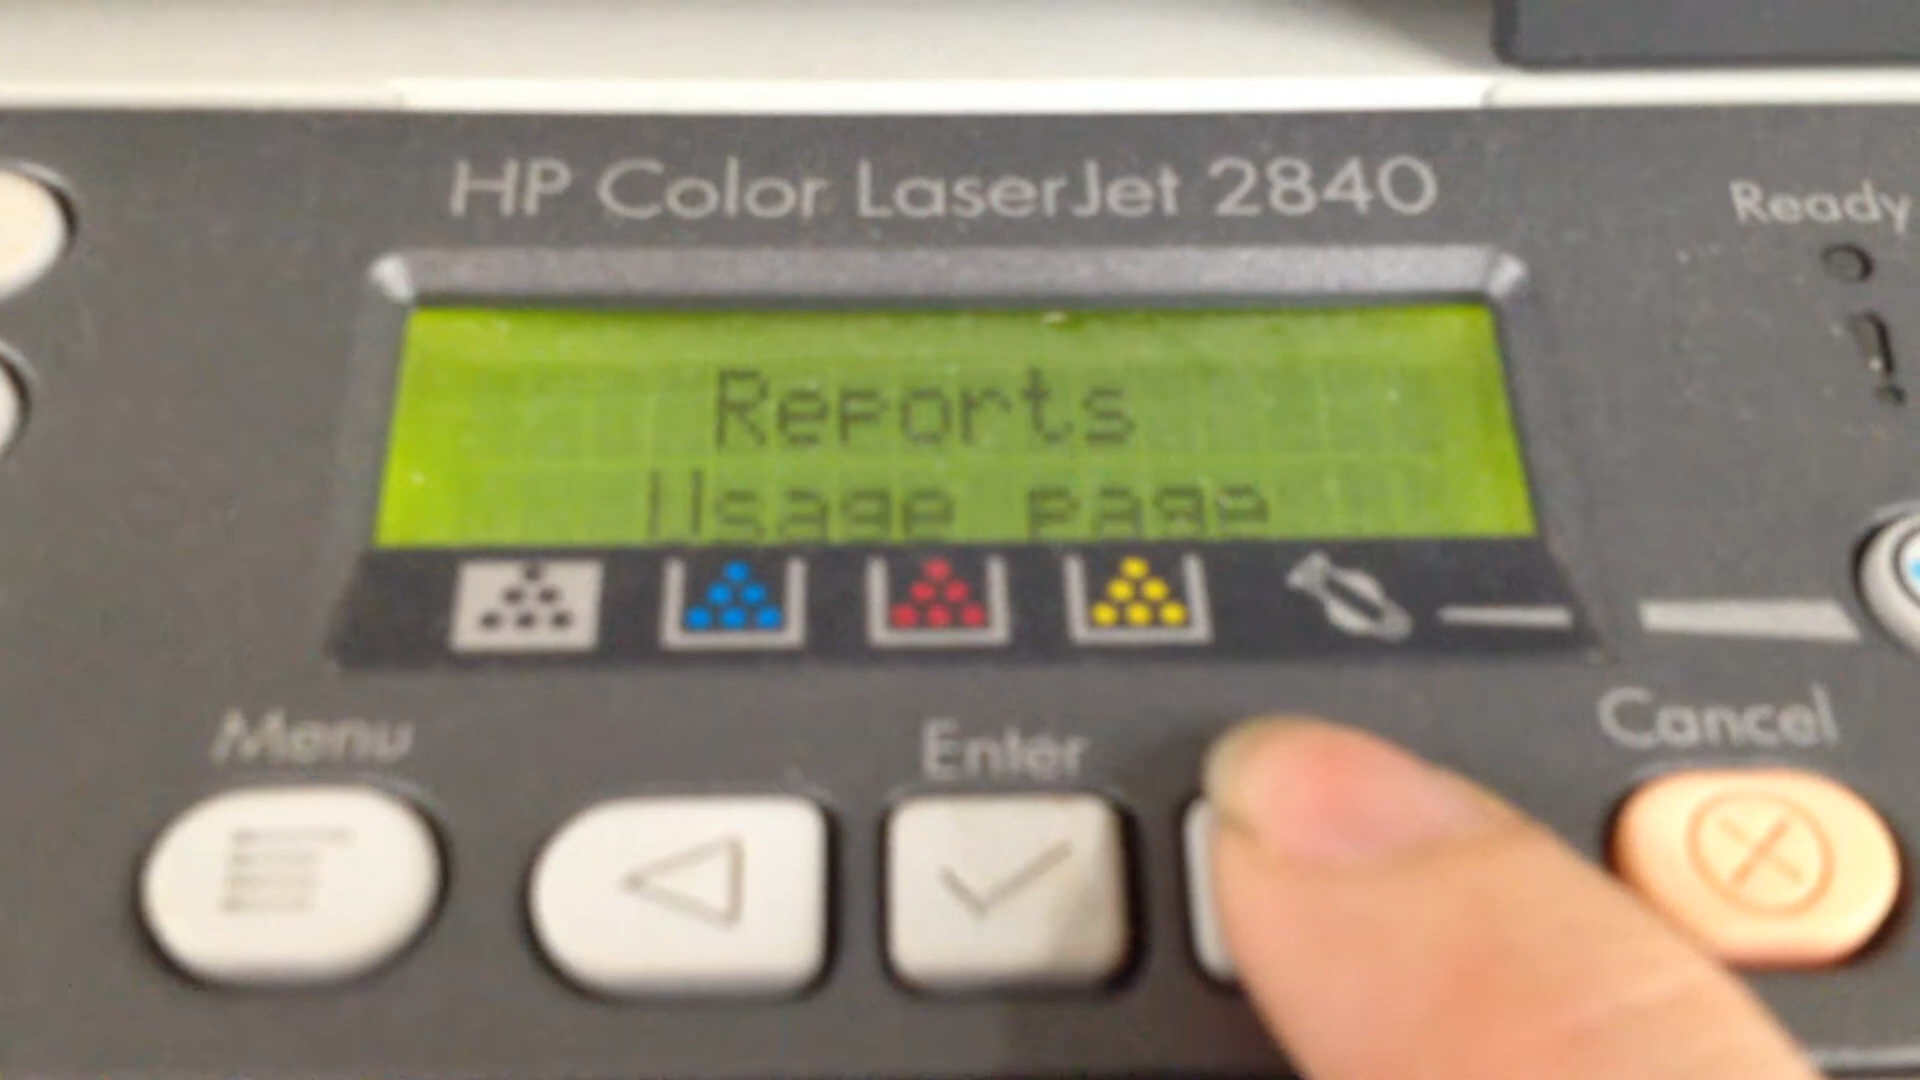 HP Color LaserJet 2840
Ready
Reports
Usage page
Menu
Enter
Cancel